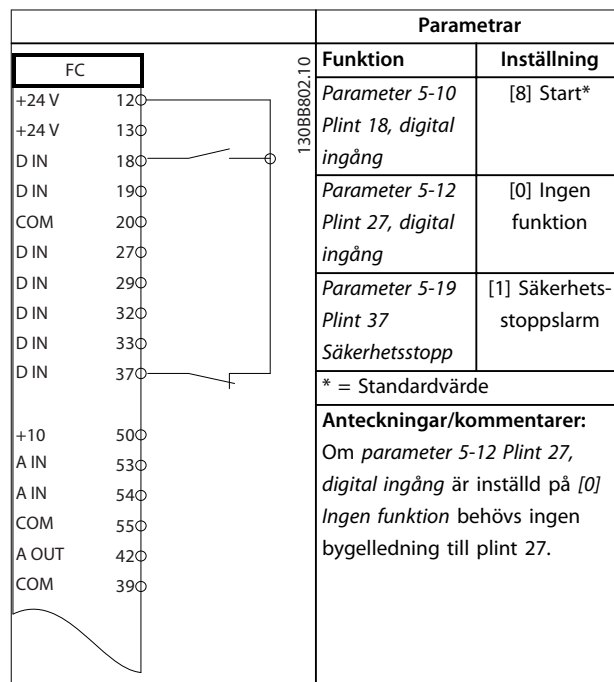 FC
+24 V 12
+24 V 13
D IN 18
D IN 19
COM 20
D IN 27
D IN 29
D IN 32
D IN 33
D IN 37
+10 50
A IN 53
A IN 54
COM 55
A OUT 42
COM 39
130BB802.10
Parametrar
Funktion Inställning
Parameter 5-10 [8] Start*
Plint 18, digital
ingång
Parameter 5-12 [0] Ingen
Plint 27, digital funktion
ingång
Parameter 5-19 [1] Säkerhets-
Plint 37 stoppslarm
Säkerhetsstopp
* = Standardvärde
Anteckningar/kommentarer:
Om parameter 5-12 Plint 27,
digital ingång är inställd på [0]
Ingen funktion behövs ingen
bygelledning till plint 27.